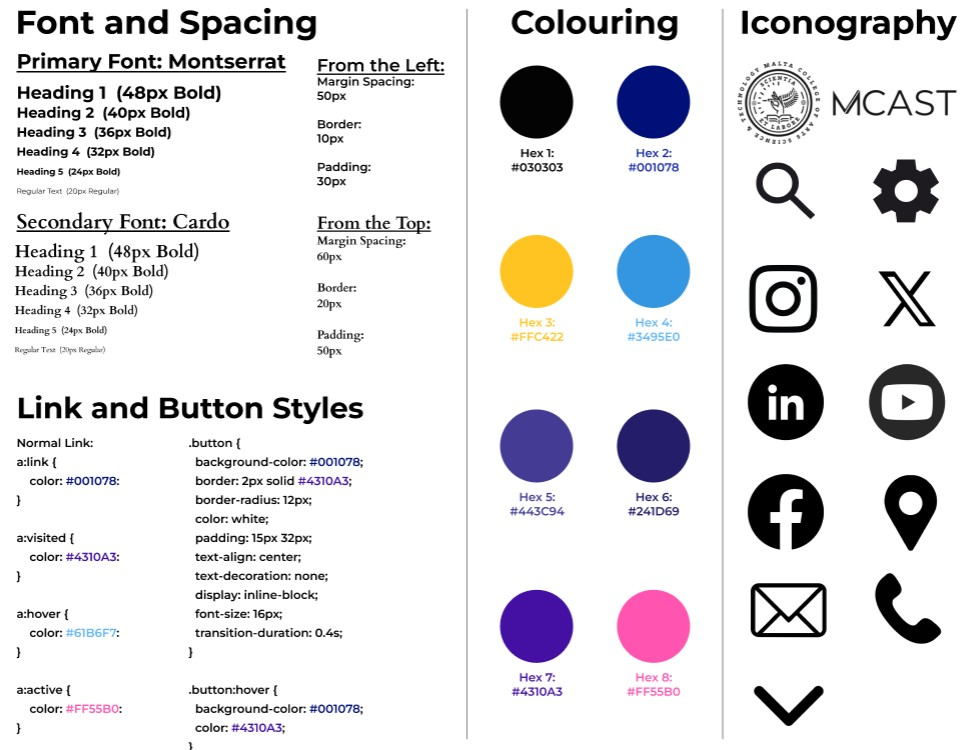 Font and Spacing
Primary Font: Montserrat
Heading 1 (48px Bold)
Heading 2 (40px Bold)
Heading 3 (36px Bold)
Heading 4 (32px Bold)
Heading 5 (24px Bold)
Regular Text (20px Regular)
From the Left:
Margin Spacing:
50px
Border:
10px
Padding:
30px
Secondary Font: Cardo
Heading 1 (48px Bold)
Heading 2 (40px Bold)
Heading 3 (36px Bold)
Heading 4 (32px Bold)
Heading 5 (24px Bold)
Regular Text (20px Regular)
From the Top:
Margin Spacing:
60px
Border:
20px
Padding:
50px
Link and Button Styles
Normal Link:
a:link {
color: #001078:
}
a:visited {
color: #4310A3:
}
a:hover {
color: #61B6F7:
}
a:active {
color: #FF55B0:
}
.button {
background-color: #001078;
border: 2px solid #4310A3;
border-radius: 12px;
color: white;
padding: 15px 32px;
text-align: center;
text-decoration: none;
display: inline-block;
font-size: 16px;
transition-duration: 0.4s;
}
.button:hover {
background-color: #001078;
color: #4310A3;
}
Colouring
Hex 1:
#030303
Hex 2:
#001078
Hex 3:
#FFC422
Hex 4:
#3495E0
Hex 5:
#443C94
Hex 6:
#241D69
Hex 7:
#4310A3
Hex 8:
#FF55B0
Iconography
MALTA COLLEGE OF ARTS SCIENCE & TECHNOLOGY
SCIENTIA
ET LABORE
MCAST
in